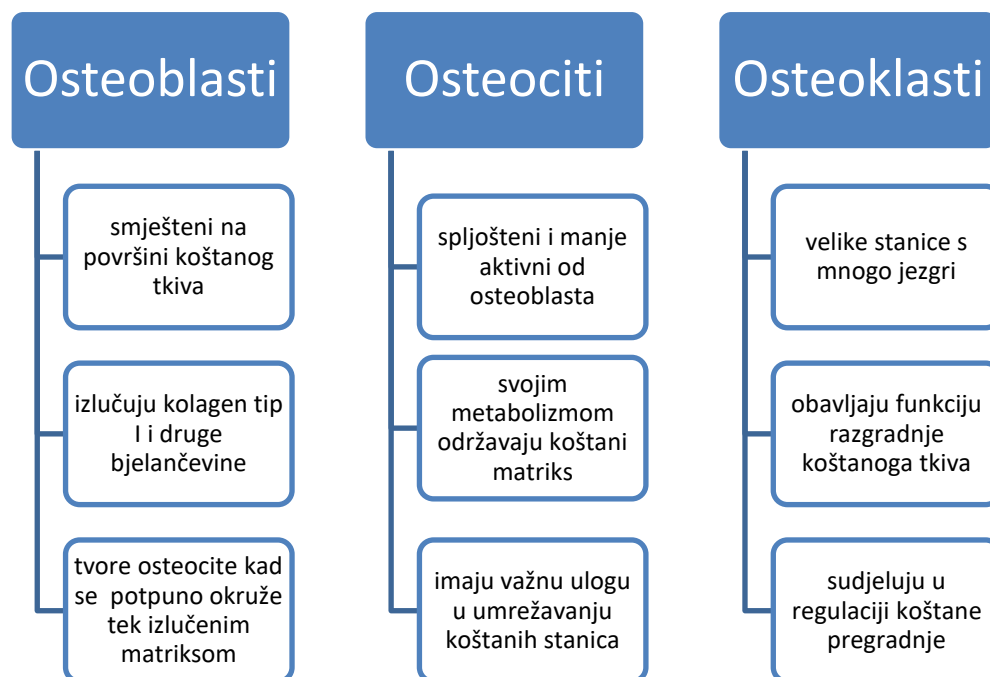 Osteoblasti
smješteni na
površini koštanog
tkiva
izlučuju kolagen tip
I i druge
bjelančevine
tvore osteocite kad
se potpuno okruže
tek izlučenim
matriksom
Osteociti
spljošteni i manje
aktivni od
osteoblasta
svojim
metabolizmom
održavaju koštani
matriks
imaju važnu ulogu
u umrežavanju
koštanih stanica
Osteoklasti
velike stanice s
mnogo jezgri
obavljaju funkciju
razgradnje
koštanoga tkiva
sudjeluju u
regulaciji koštane
pregradnje